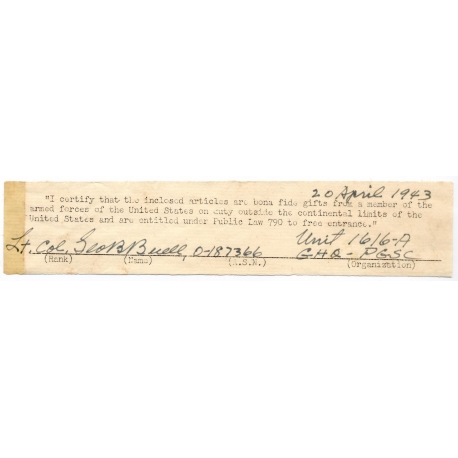 20 April 1943
"I certify that the inclosed articles are bona fide gifts from a member of the
armed forces of the United States on duty outside the continental limits of the
United States and are entitled under Public Law 790 to free entrance."
Lt. Col. Geo B Buell, 0-187366 Unit 1616-A
GHQ - PGSC
(Rank) (Name) (A.S.N.) (Organization)